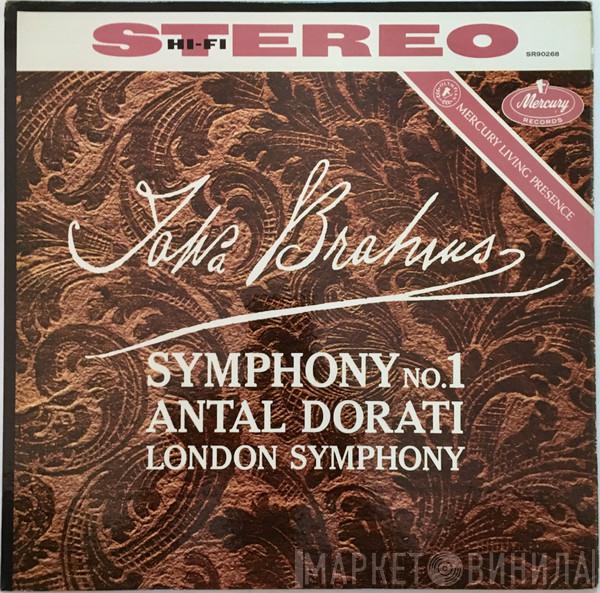 STEREO
HI-FI
SR90268
Mercury
RECORDS
MERCURY LIVING PRESENCE
Brahms
SYMPHONY NO.1
ANTAL DORATI
LONDON SYMPHONY
МАРКЕТ ВИНИЛА